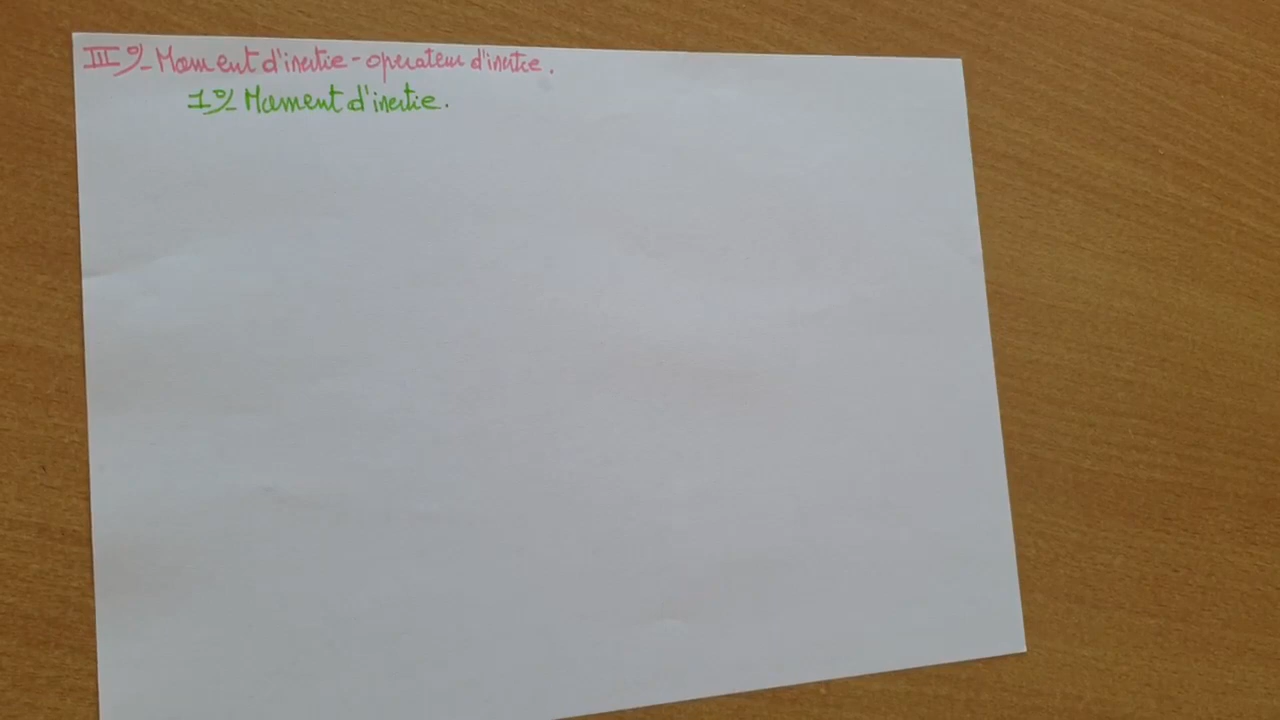 III°/- Moment d'inertie - operateur d'inertie.
1°/- Moment d'inertie.